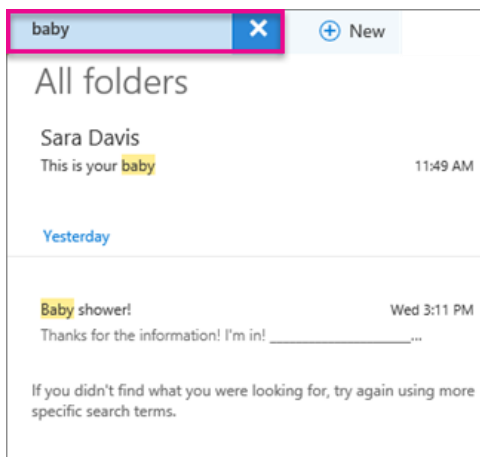 baby
New
All folders
Sara Davis
This is your baby 11:49 AM
Yesterday
Baby shower! Wed 3:11 PM
Thanks for the information! I'm in! ____________________...
If you didn't find what you were looking for, try again using more
specific search terms.